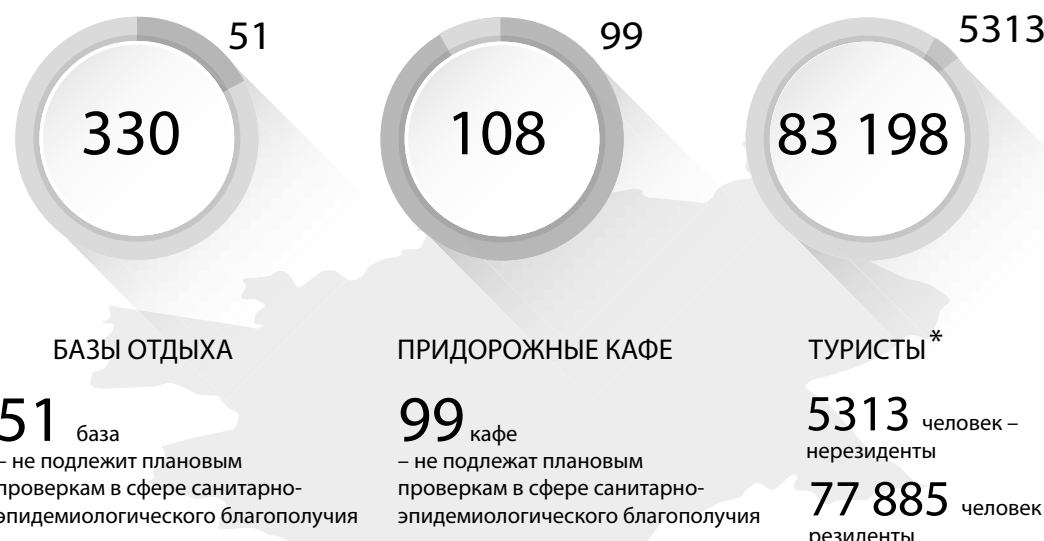 51
330
БАЗЫ ОТДЫХА
51 база
– не подлежит плановым
проверкам в сфере санитарно-
эпидемиологического благополучия
99
108
ПРИДОРОЖНЫЕ КАФЕ
99 кафе
– не подлежат плановым
проверкам в сфере санитарно-
эпидемиологического благополучия
5313
83 198
ТУРИСТЫ*
5313 человек –
нерезиденты
77 885 человек
резиденты